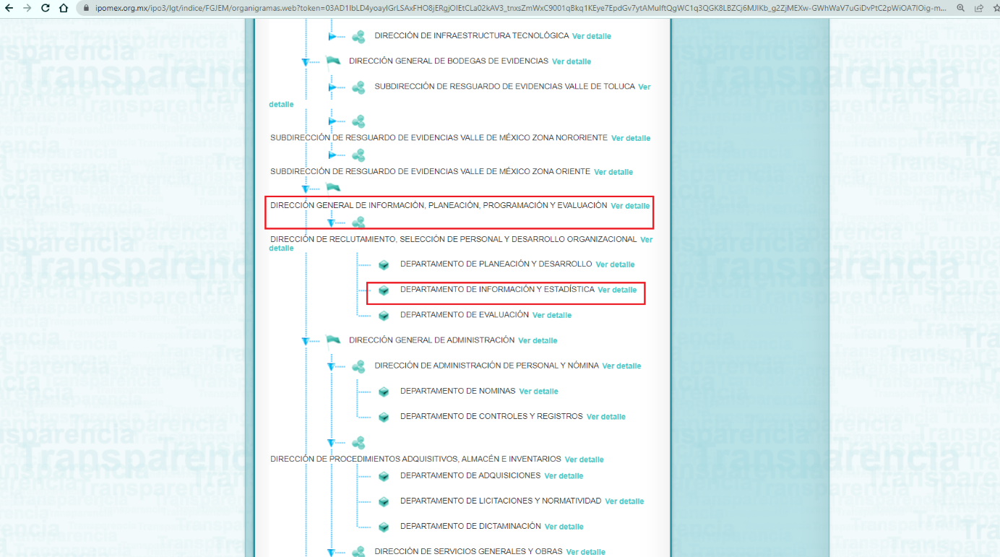 ipomex.org.mx/ipo3/lgt/indice/FGJEM/organigramas.web?token=
DIRECCIÓN DE INFRAESTRUCTURA TECNOLÓGICA Ver detalle
DIRECCIÓN GENERAL DE BODEGAS DE EVIDENCIAS Ver detalle
SUBDIRECCIÓN DE RESGUARDO DE EVIDENCIAS VALLE DE TOLUCA Ver
detalle
SUBDIRECCIÓN DE RESGUARDO DE EVIDENCIAS VALLE DE MÉXICO ZONA NORORIENTE Ver detalle
SUBDIRECCIÓN DE RESGUARDO DE EVIDENCIAS VALLE DE MÉXICO ZONA ORIENTE Ver detalle
DIRECCIÓN GENERAL DE INFORMACIÓN, PLANEACIÓN, PROGRAMACIÓN Y EVALUACIÓN Ver detalle
DIRECCIÓN DE RECLUTAMIENTO, SELECCIÓN DE PERSONAL Y DESARROLLO ORGANIZACIONAL Ver
detalle
DEPARTAMENTO DE PLANEACIÓN Y DESARROLLO Ver detalle
DEPARTAMENTO DE INFORMACIÓN Y ESTADÍSTICA Ver detalle
DEPARTAMENTO DE EVALUACIÓN Ver detalle
DIRECCIÓN GENERAL DE ADMINISTRACIÓN Ver detalle
DIRECCIÓN DE ADMINISTRACIÓN DE PERSONAL Y NÓMINA Ver detalle
DEPARTAMENTO DE NOMINAS Ver detalle
DEPARTAMENTO DE CONTROLES Y REGISTROS Ver detalle
DIRECCIÓN DE PROCEDIMIENTOS ADQUISITIVOS, ALMACÉN E INVENTARIOS Ver detalle
DEPARTAMENTO DE ADQUISICIONES Ver detalle
DEPARTAMENTO DE LICITACIONES Y NORMATIVIDAD Ver detalle
DEPARTAMENTO DE DICTAMINACIÓN Ver detalle
DIRECCIÓN DE SERVICIOS GENERALES Y OBRAS Ver detalle